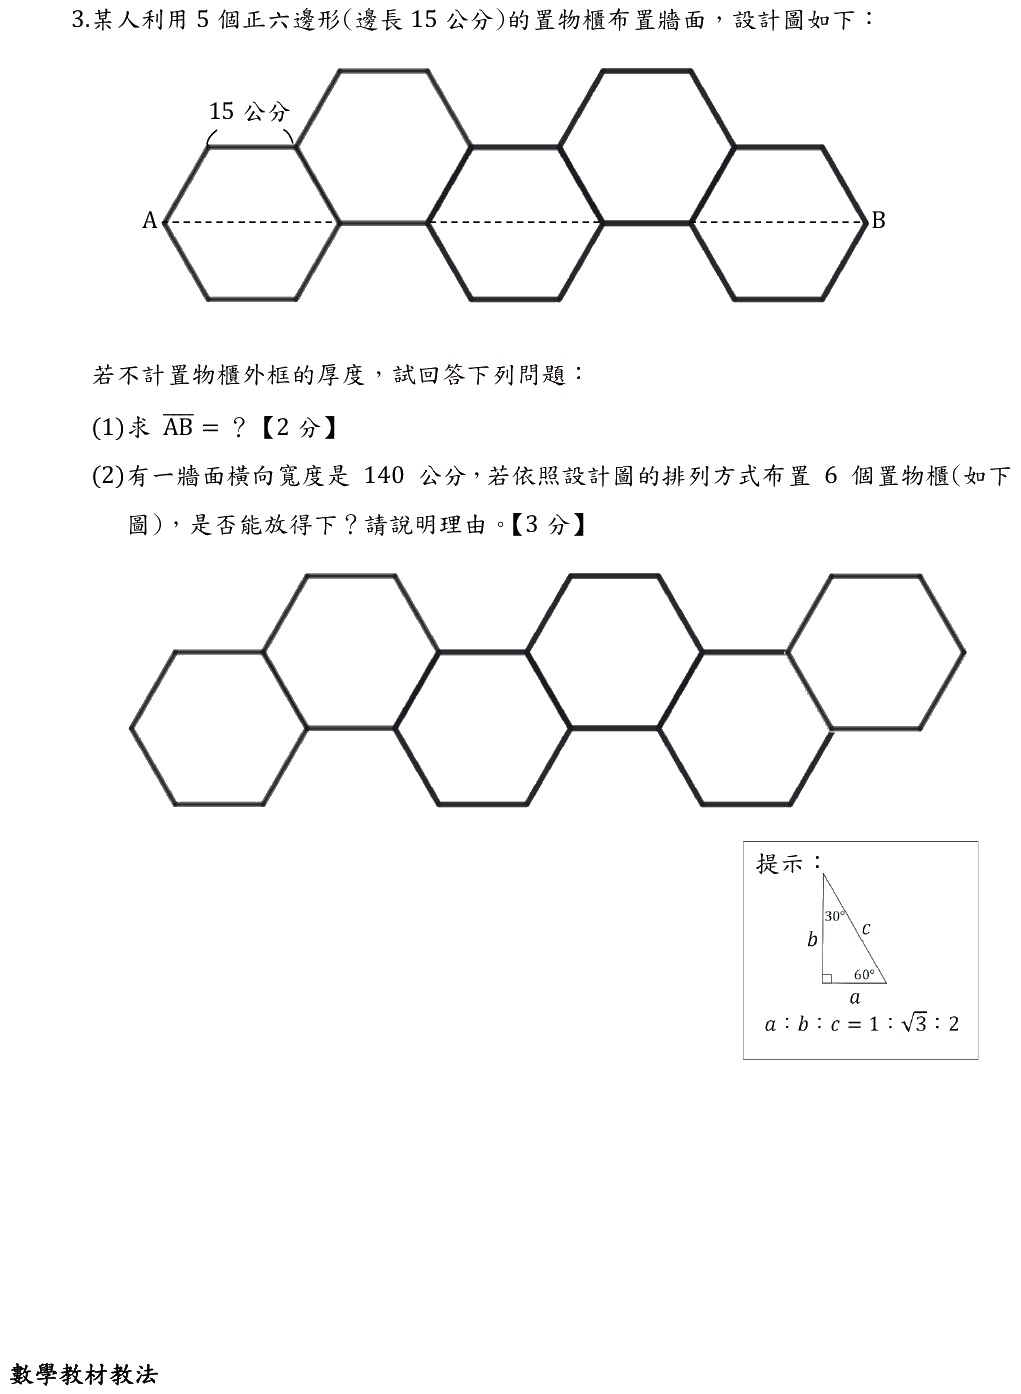 3.某人利用 5 個正六邊形(邊長 15 公分)的置物櫃布置牆面，設計圖如下：
15 公分
A
B
若不計置物櫃外框的厚度，試回答下列問題：
(1)求 \overline{AB} = ？【2 分】
(2)有一牆面橫向寬度是 140 公分，若依照設計圖的排列方式布置 6 個置物櫃(如下
圖)，是否能放得下？請說明理由。【3 分】
提示：
30°
b
c
60°
a
a：b：c = 1：√3：2
數學教材教法